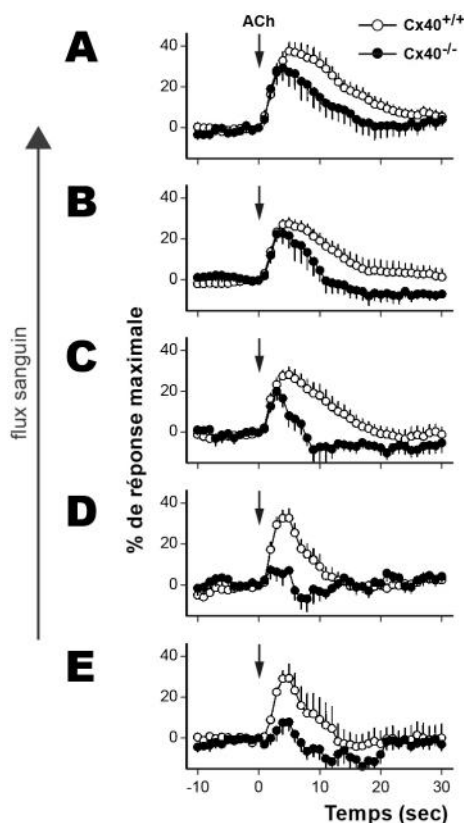 ACh
Cx40+/+
Cx40-/-
A
40
20
0
B
40
20
0
C
40
20
0
D
40
20
0
E
40
20
0
flux sanguin
% de réponse maximale
-10 0 10 20 30
Temps (sec)